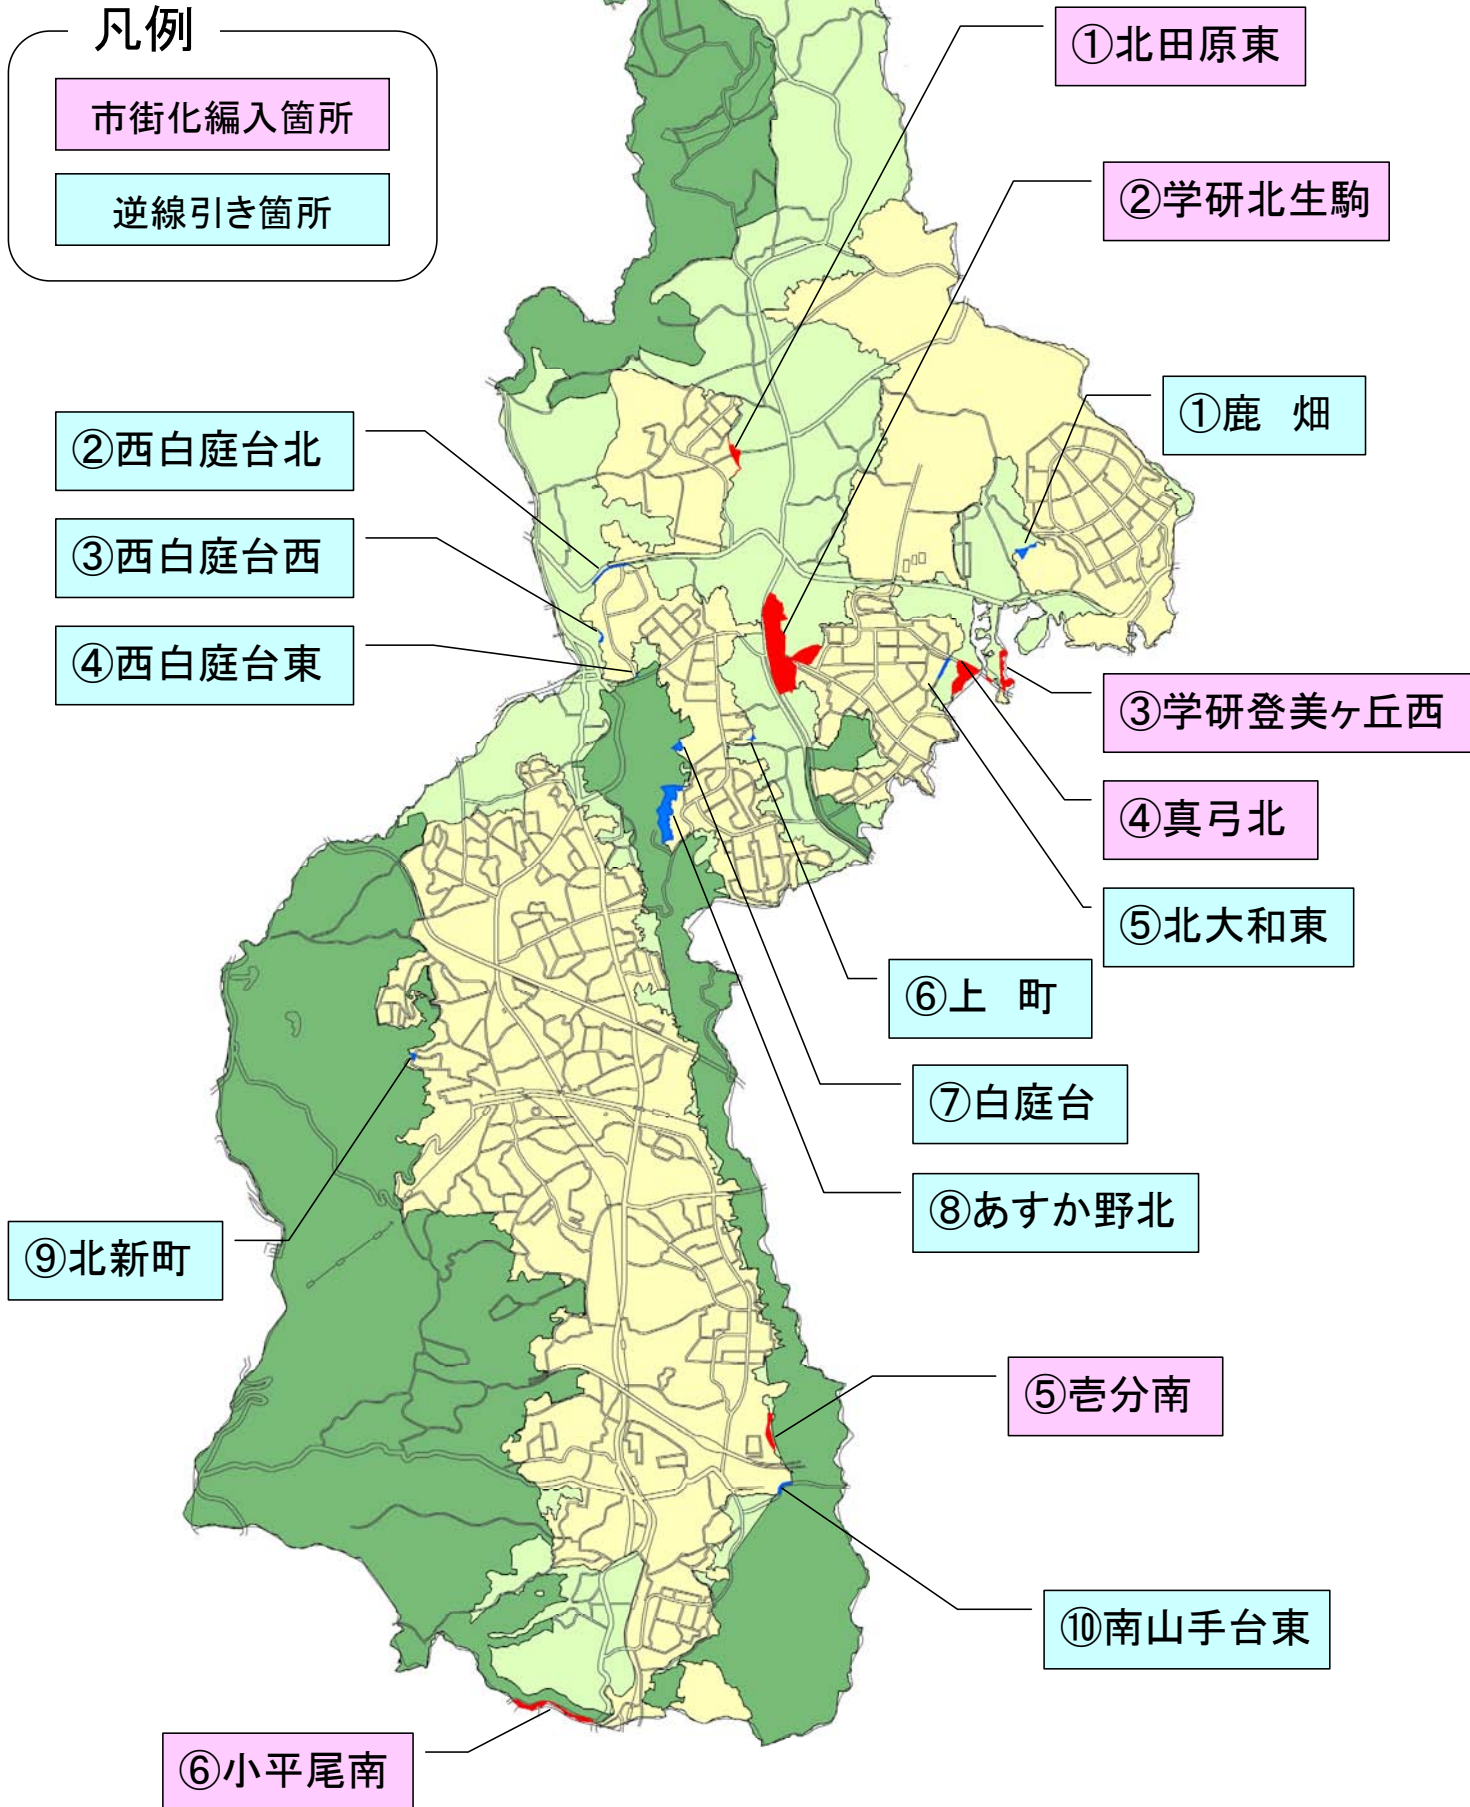 凡例
市街化編入箇所
逆線引き箇所
①北田原東
②学研北生駒
①鹿　畑
②西白庭台北
③西白庭台西
④西白庭台東
③学研登美ヶ丘西
④真弓北
⑤北大和東
⑥上　町
⑦白庭台
⑧あすか野北
⑨北新町
⑤壱分南
⑩南山手台東
⑥小平尾南